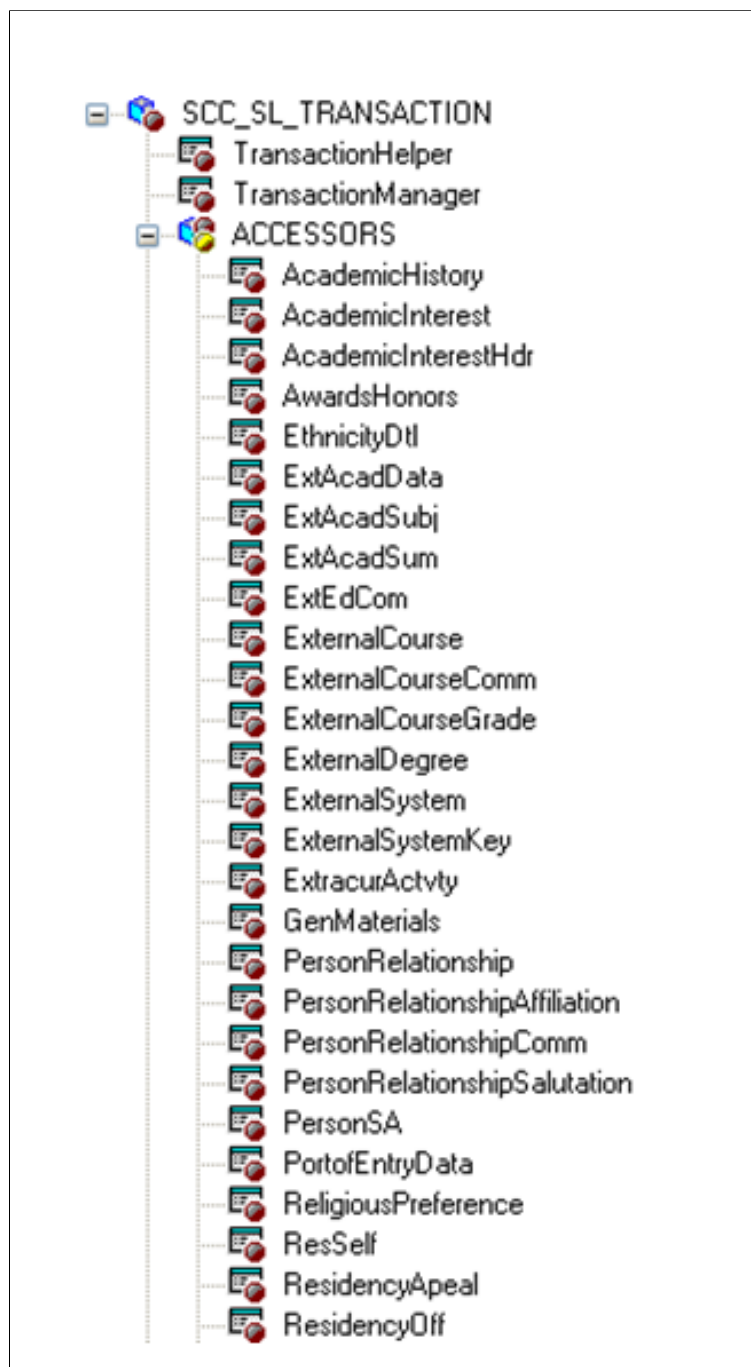 SCC_SL_TRANSACTION
TransactionHelper
TransactionManager
ACCESSORS
AcademicHistory
AcademicInterest
AcademicInterestHdr
AwardsHonors
EthnicityDtl
ExtAcadData
ExtAcadSubj
ExtAcadSum
ExtEdCom
ExternalCourse
ExternalCourseComm
ExternalCourseGrade
ExternalDegree
ExternalSystem
ExternalSystemKey
ExtracurActvty
GenMaterials
PersonRelationship
PersonRelationshipAffiliation
PersonRelationshipComm
PersonRelationshipSalutation
PersonSA
PortofEntryData
ReligiousPreference
ResSelf
ResidencyApeal
ResidencyOff